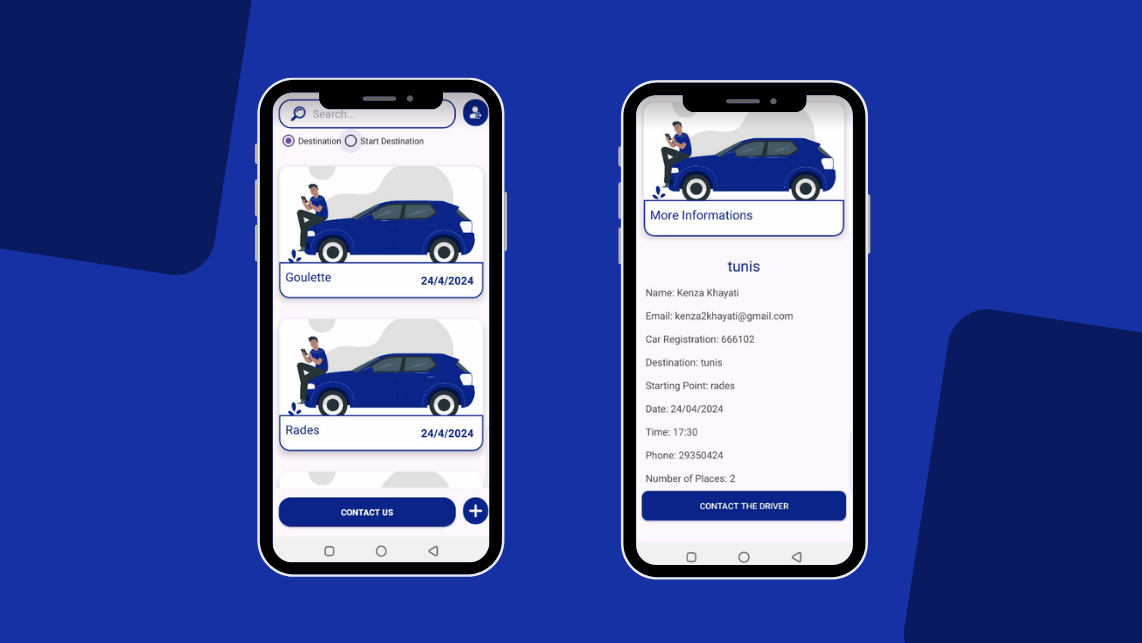 Search...
Destination Start Destination
Goulette
24/4/2024
Rades
24/4/2024
CONTACT US
More Informations
tunis
Name: Kenza Khayati
Email: kenza2khayati@gmail.com
Car Registration: 666102
Destination: tunis
Starting Point: rades
Date: 24/04/2024
Time: 17:30
Phone: 29350424
Number of Places: 2
CONTACT THE DRIVER